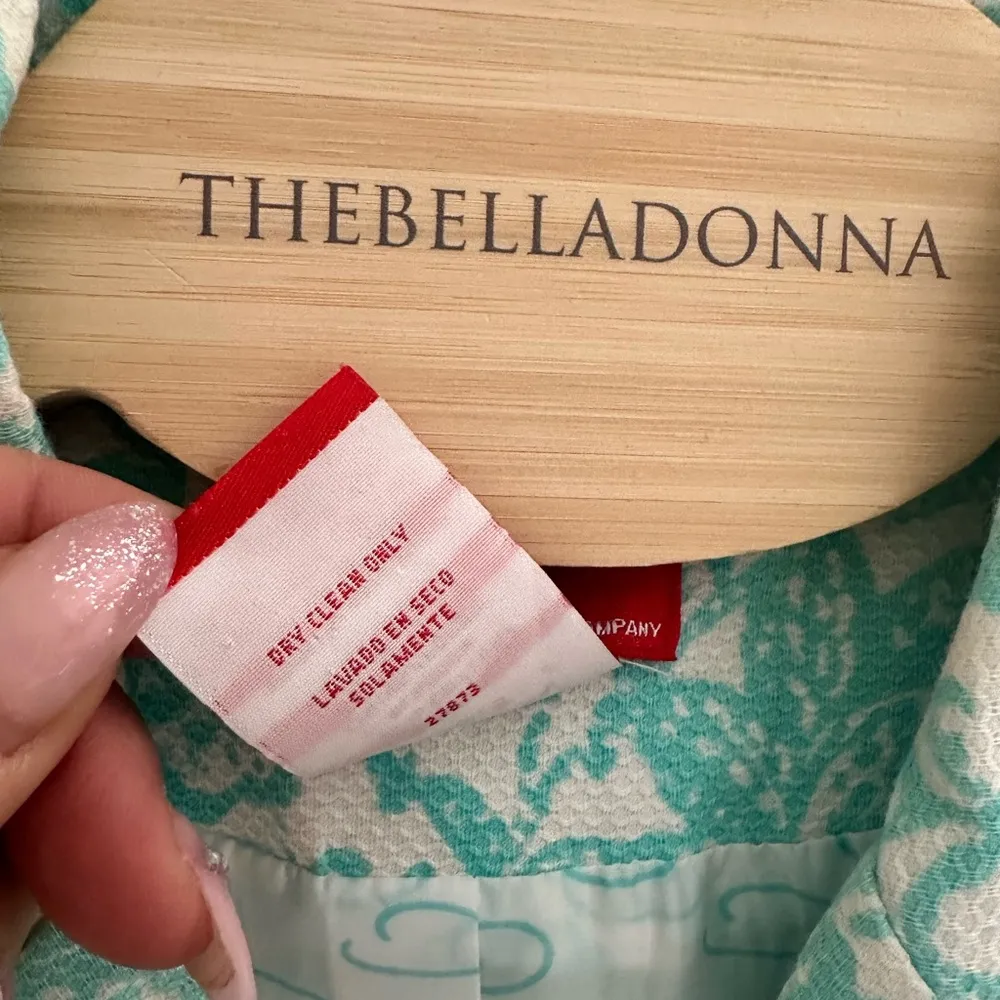 THEBELLADONNA
DRY CLEAN ONLY
LAVADO EN SECO
SOLAMENTE
27873
MPANY